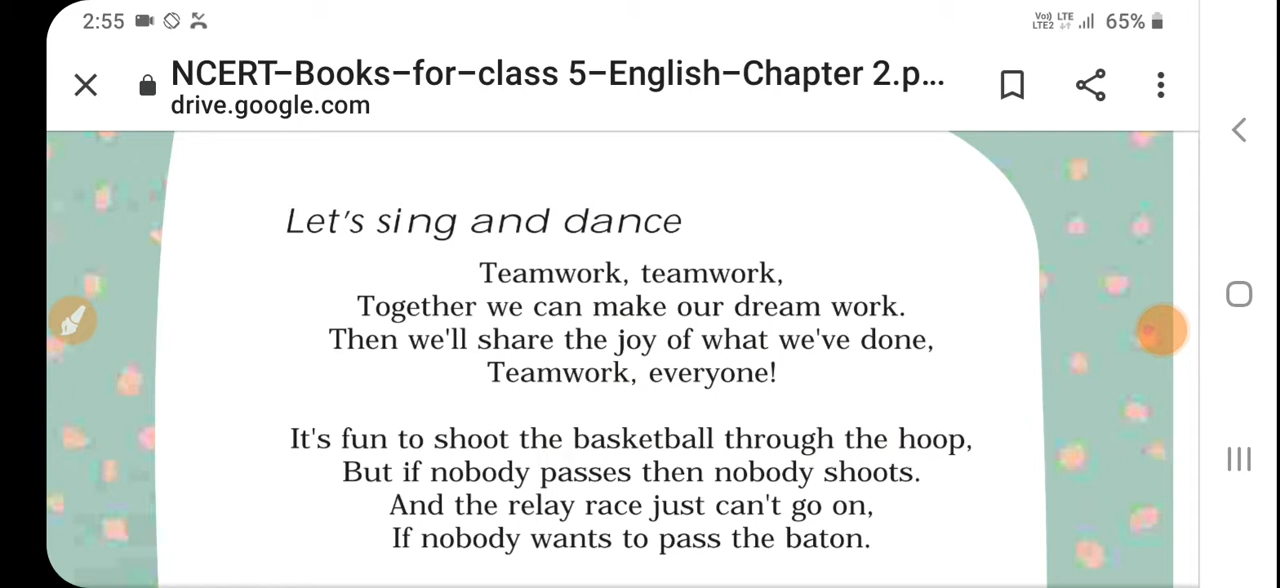 2:55
Vo) LTE
LTE2
65%
NCERT-Books-for-class 5-English-Chapter 2.p...
drive.google.com
Let's sing and dance
Teamwork, teamwork,
Together we can make our dream work.
Then we'll share the joy of what we've done,
Teamwork, everyone!
It's fun to shoot the basketball through the hoop,
But if nobody passes then nobody shoots.
And the relay race just can't go on,
If nobody wants to pass the baton.